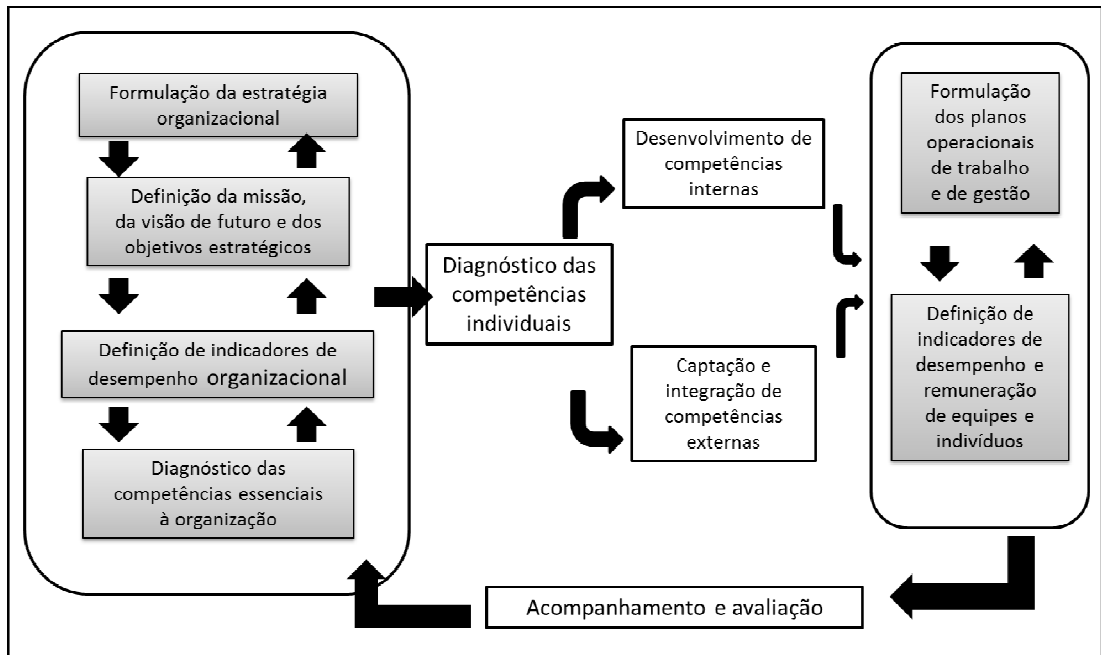 Formulação da estratégia
organizacional
Definição da missão,
da visão de futuro e dos
objetivos estratégicos
Definição de indicadores de
desempenho organizacional
Diagnóstico das
competências essenciais
à organização
Diagnóstico das
competências
individuais
Desenvolvimento de
competências
internas
Captação e
integração de
competências
externas
Formulação
dos planos
operacionais
de trabalho
e de gestão
Definição de
indicadores de
desempenho e
remuneração
de equipes e
indivíduos
Acompanhamento e avaliação